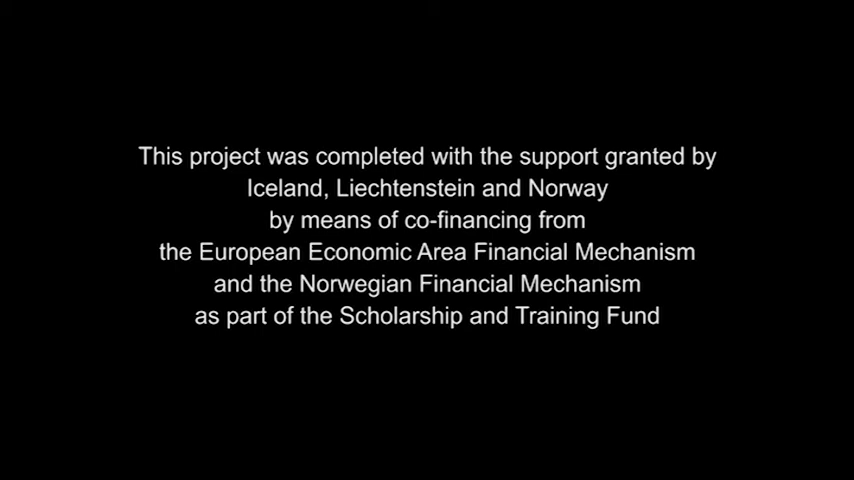 This project was completed with the support granted by
Iceland, Liechtenstein and Norway
by means of co-financing from
the European Economic Area Financial Mechanism
and the Norwegian Financial Mechanism
as part of the Scholarship and Training Fund